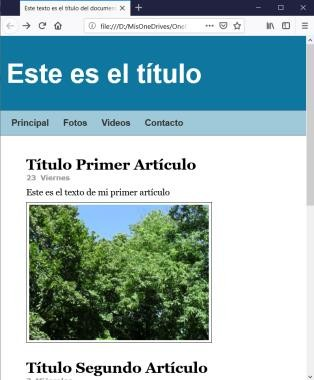 Este texto es el título del documen
file:///D:/MisOneDrives/One
Este es el título
Principal Fotos Videos Contacto
Título Primer Artículo
23 Viernes
Este es el texto de mi primer artículo
Título Segundo Artículo